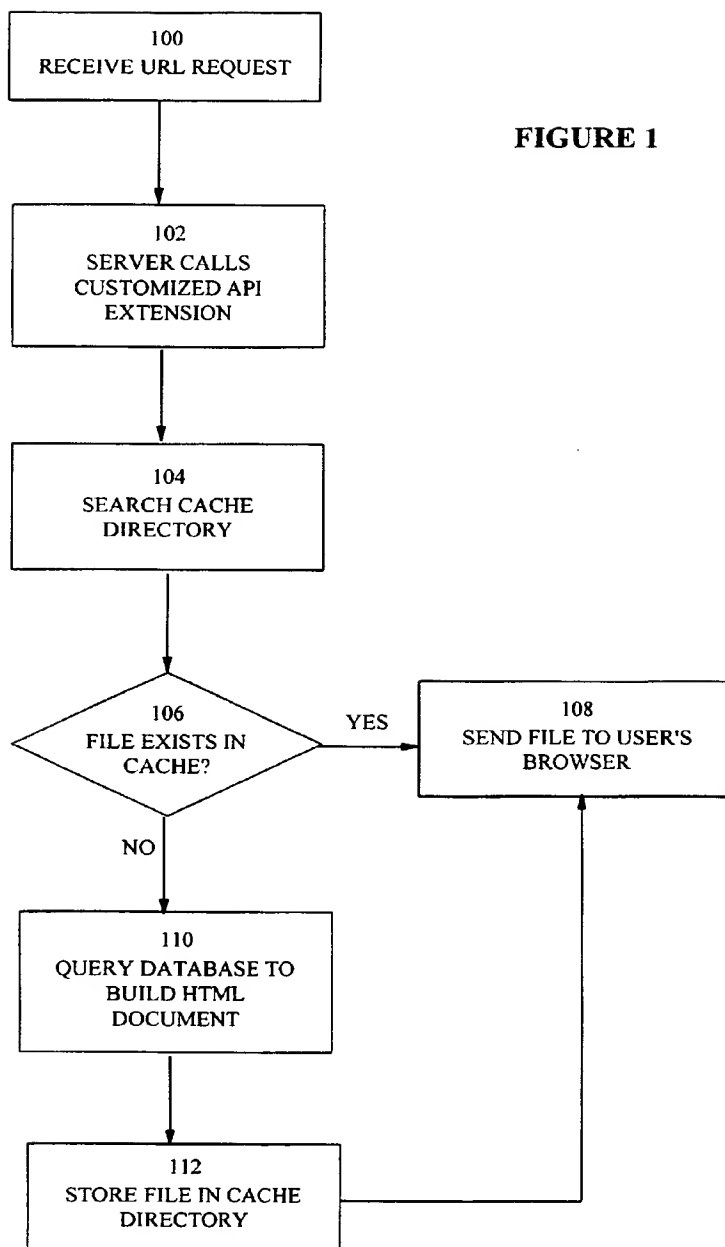 100
RECEIVE URL REQUEST
FIGURE 1
102
SERVER CALLS
CUSTOMIZED API
EXTENSION
104
SEARCH CACHE
DIRECTORY
106
FILE EXISTS IN
CACHE?
YES
108
SEND FILE TO USER'S
BROWSER
NO
110
QUERY DATABASE TO
BUILD HTML
DOCUMENT
112
STORE FILE IN CACHE
DIRECTORY